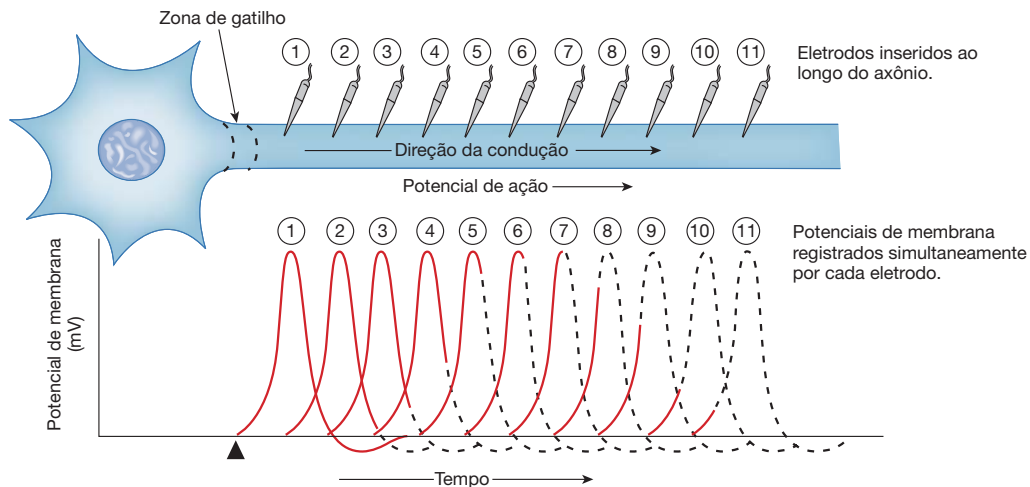 Zona de gatilho
1 2 3 4 5 6 7 8 9 10 11
Eletrodos inseridos ao
longo do axônio.
Direção da condução
Potencial de ação
1 2 3 4 5 6 7 8 9 10 11
Potenciais de membrana
registrados simultaneamente
por cada eletrodo.
Potencial de membrana
(mV)
Tempo